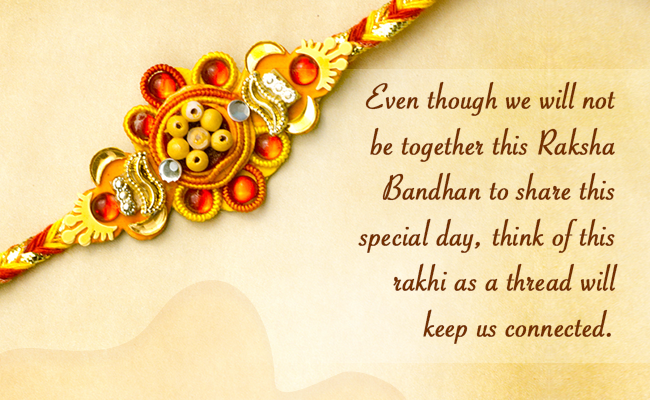 Even though we will not
be together this Raksha
Bandhan to share this
special day, think of this
rakhi as a thread will
keep us connected.